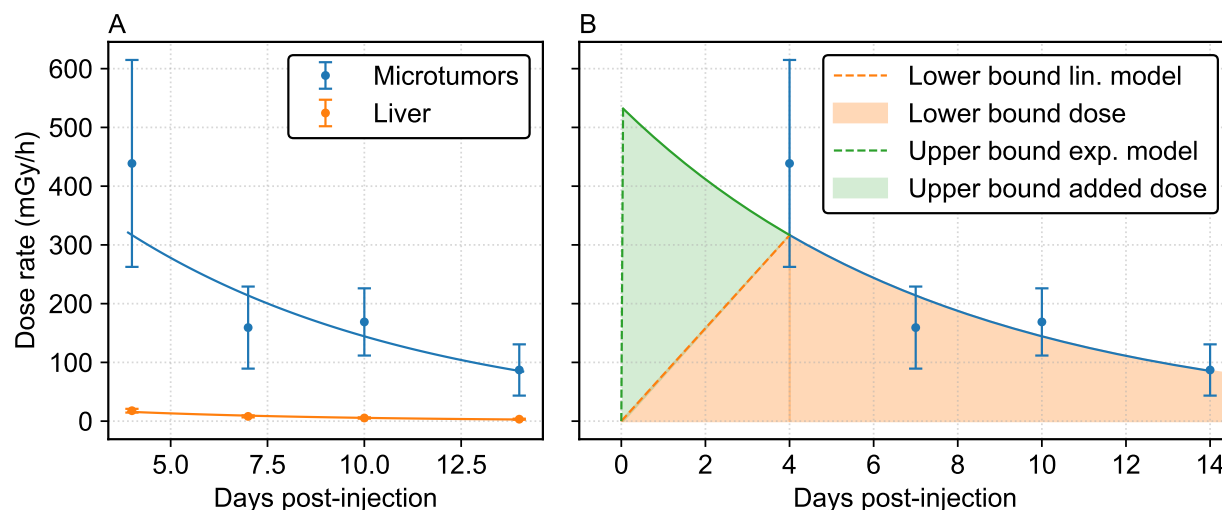 A
B
Dose rate (mGy/h)
600
500
400
300
200
100
0
Microtumors
Liver
5.0
7.5
10.0
12.5
Days post-injection
Lower bound lin. model
Lower bound dose
Upper bound exp. model
Upper bound added dose
0
2
4
6
8
10
12
14
Days post-injection